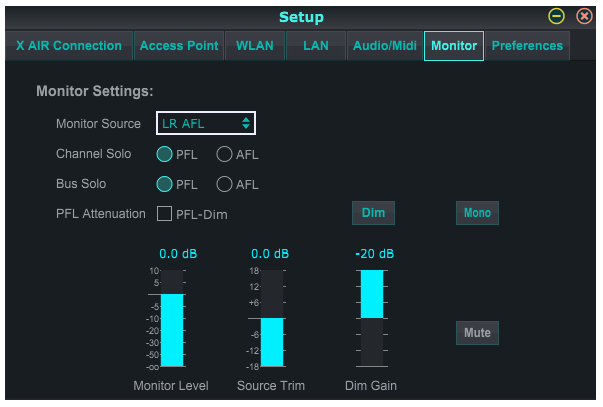 Setup
X AIR Connection Access Point WLAN LAN Audio/Midi Monitor Preferences
Monitor Settings:
Monitor Source LR AFL
Channel Solo PFL AFL
Bus Solo PFL AFL
PFL Attenuation PFL-Dim Dim Mono
0.0 dB 0.0 dB -20 dB
10 18
5 12
-5 +6
-10
-20 -6
-30
-50 -12
-oo -18
Mute
Monitor Level Source Trim Dim Gain